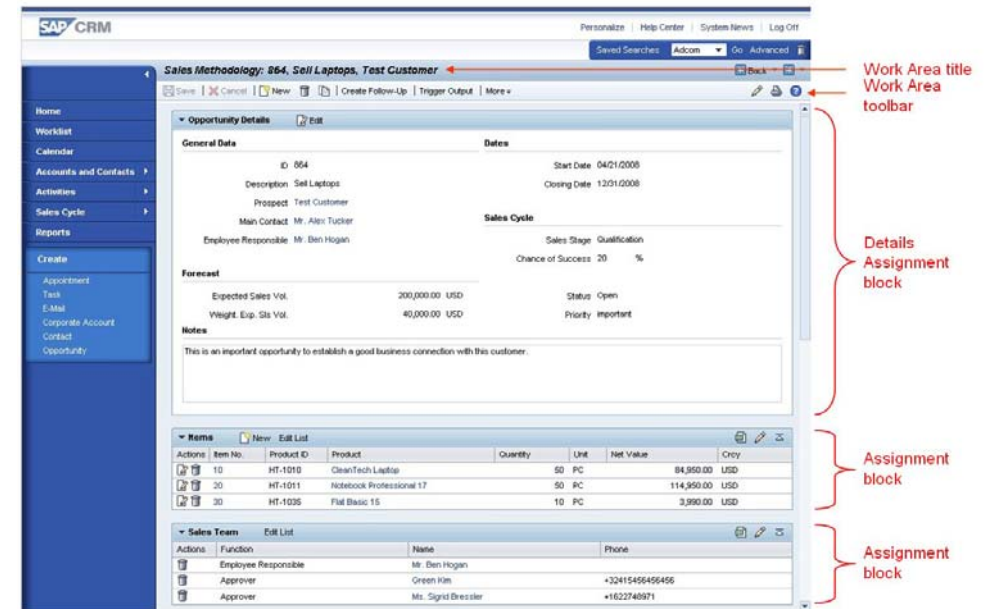 SAP CRM
Personalize | Help Center | System News | Log Off
Saved Searches Adcom Go Advanced
Sales Methodology: 864, Sell Laptops, Test Customer
Back
Work Area title
Save | Cancel | New | Create Follow-Up | Trigger Output | More
Work Area
toolbar
Home
Worklist
Calendar
Accounts and Contacts
Activities
Sales Cycle
Reports
Create
Appointment
Task
E-Mail
Corporate Account
Contact
Opportunity
Opportunity Details Edit
General Data
ID 864
Description Sell Laptops
Prospect Test Customer
Main Contact Mr. Alex Tucker
Employee Responsible Mr. Ben Hogan
Dates
Start Date 04/21/2008
Closing Date 12/31/2008
Sales Cycle
Sales Stage Qualification
Chance of Success 20 %
Status Open
Priority important
Forecast
Expected Sales Vol. 200,000.00 USD
Weight. Exp. Sls Vol. 40,000.00 USD
Notes
This is an important opportunity to establish a good business connection with this customer.
Details
Assignment
block
Items New Edit List
Actions Item No. Product ID Product Quantity Unit Net Value Crcy
10 HT-1010 CleanTech Laptop 50 PC 84,950.00 USD
20 HT-1011 Notebook Professional 17 50 PC 114,950.00 USD
30 HT-1035 Flat Basic 15 10 PC 3,990.00 USD
Assignment
block
Sales Team Edit List
Actions Function Name Phone
Employee Responsible Mr. Ben Hogan
Approver Green Kim +32415456456456
Approver Ms. Sigrid Bressler +1622748971
Assignment
block